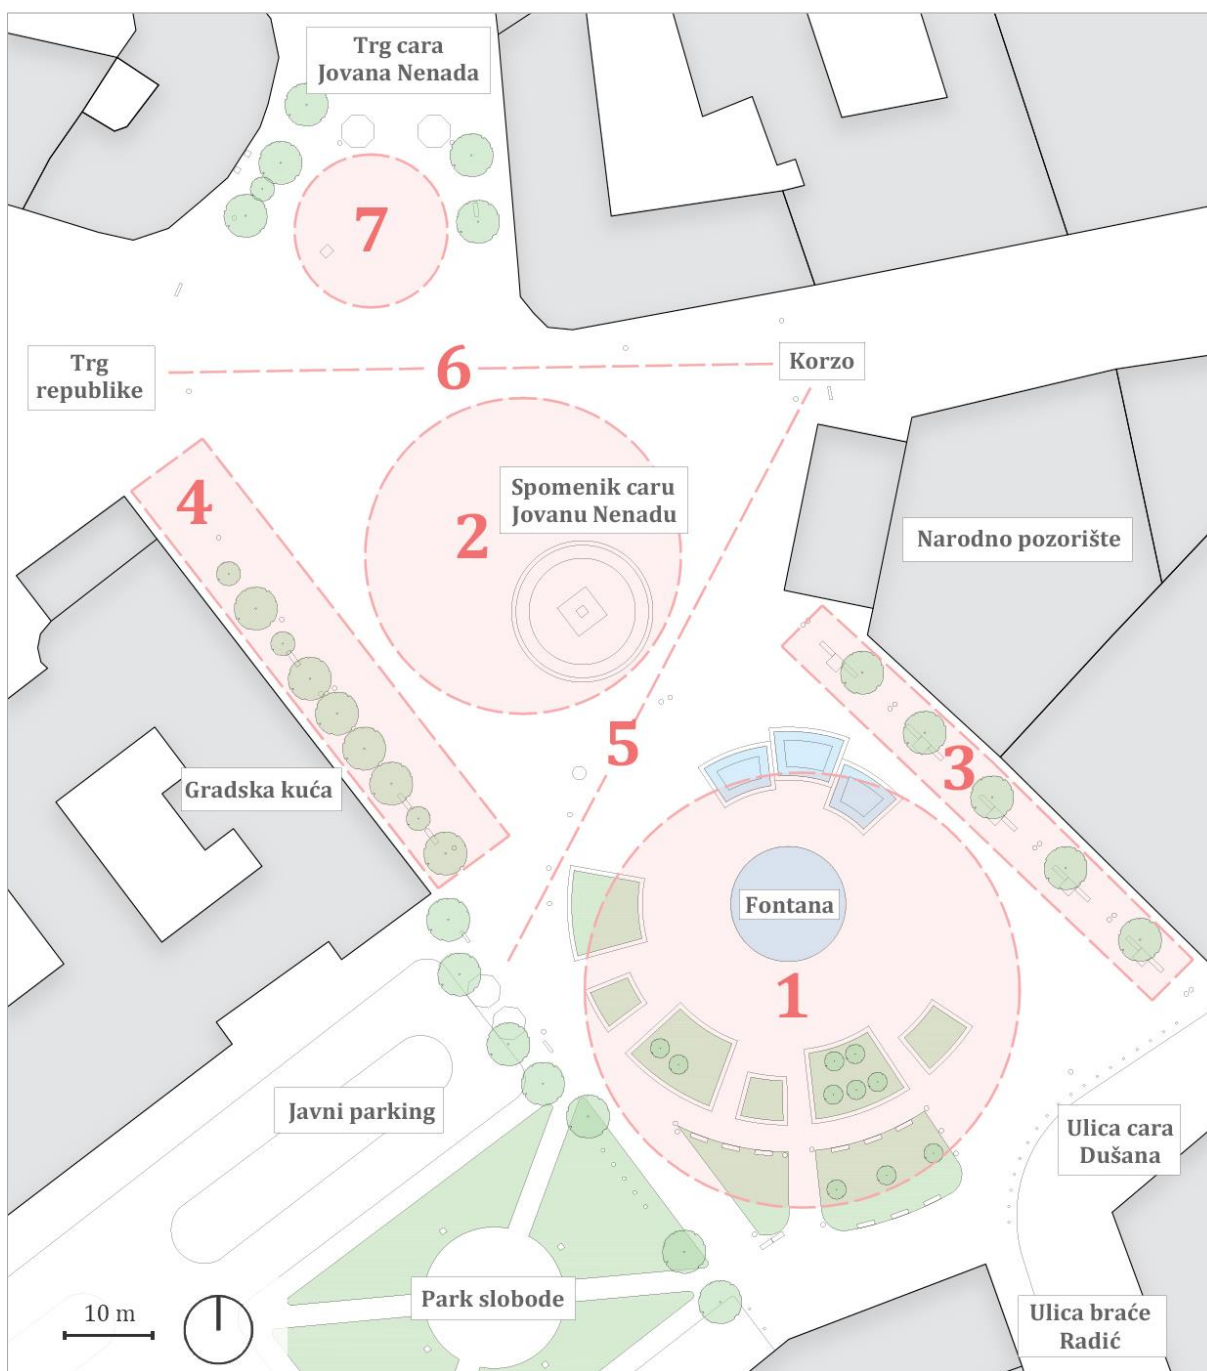 Trg cara
Jovana Nenada
7
Trg
republike
6
Korzo
4
Spomenik caru
Jovanu Nenadu
2
Narodno pozorište
5
3
Gradska kuća
Fontana
1
Javni parking
Ulica cara
Dušana
Park slobode
10 m
Ulica braće
Radić